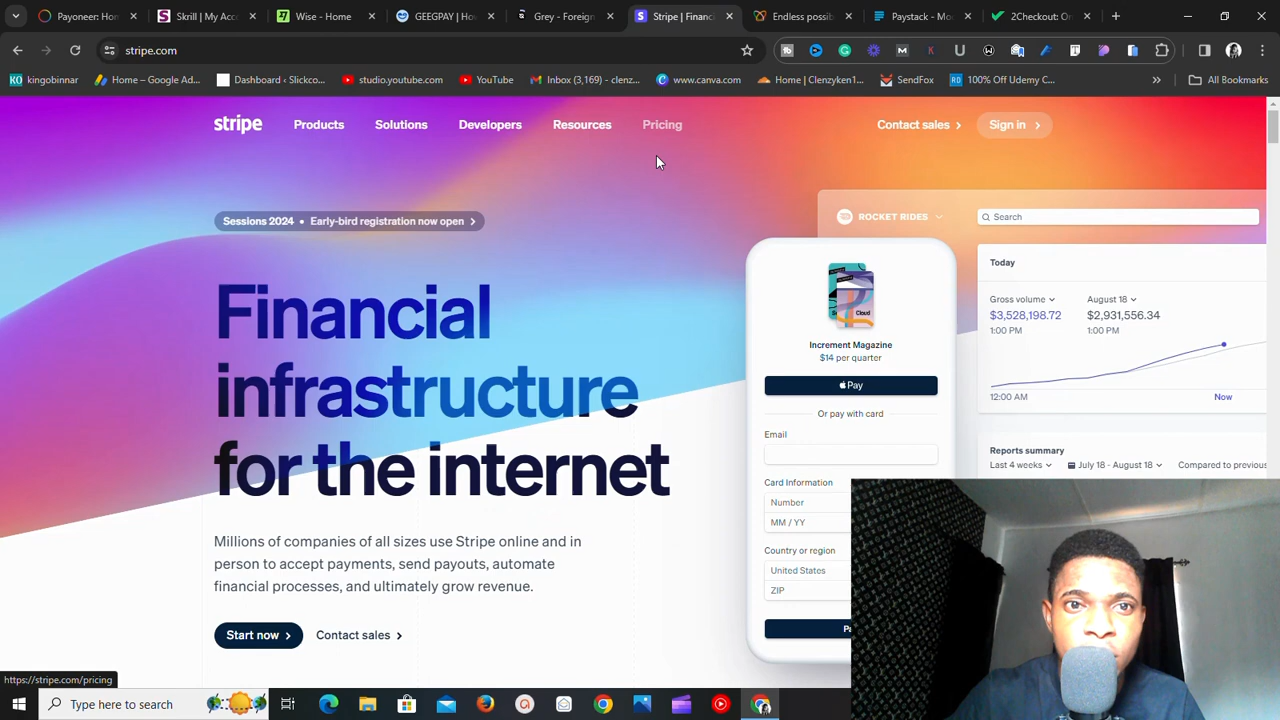 Payoneer: Hom
Skrill | My Acco
Wise - Home
GEEGPAY | Ho
Grey - Foreign
Stripe | Financ
Endless possib
Paystack - Mo
2Checkout: On
stripe.com
kingobinnar
Home – Google Ad...
Dashboard ‹ Slickco...
studio.youtube.com
YouTube
Inbox (3,169) - clenz...
www.canva.com
Home | Clenzyken1...
SendFox
100% Off Udemy C...
All Bookmarks
stripe
Products
Solutions
Developers
Resources
Pricing
Contact sales
Sign in
Sessions 2024 • Early-bird registration now open
ROCKET RIDES
Search
Financial
infrastructure
for the internet
Today
Gross volume
August 18
$3,528,198.72
$2,931,556.34
1:00 PM
1:00 PM
12:00 AM
Now
Increment Magazine
$14 per quarter
Pay
Or pay with card
Email
Card Information
Number
MM / YY
Country or region
United States
ZIP
Reports summary
Last 4 weeks
July 18 - August 18
Compared to previous
Millions of companies of all sizes use Stripe online and in
person to accept payments, send payouts, automate
financial processes, and ultimately grow revenue.
Start now
Contact sales
https://stripe.com/pricing
Type here to search